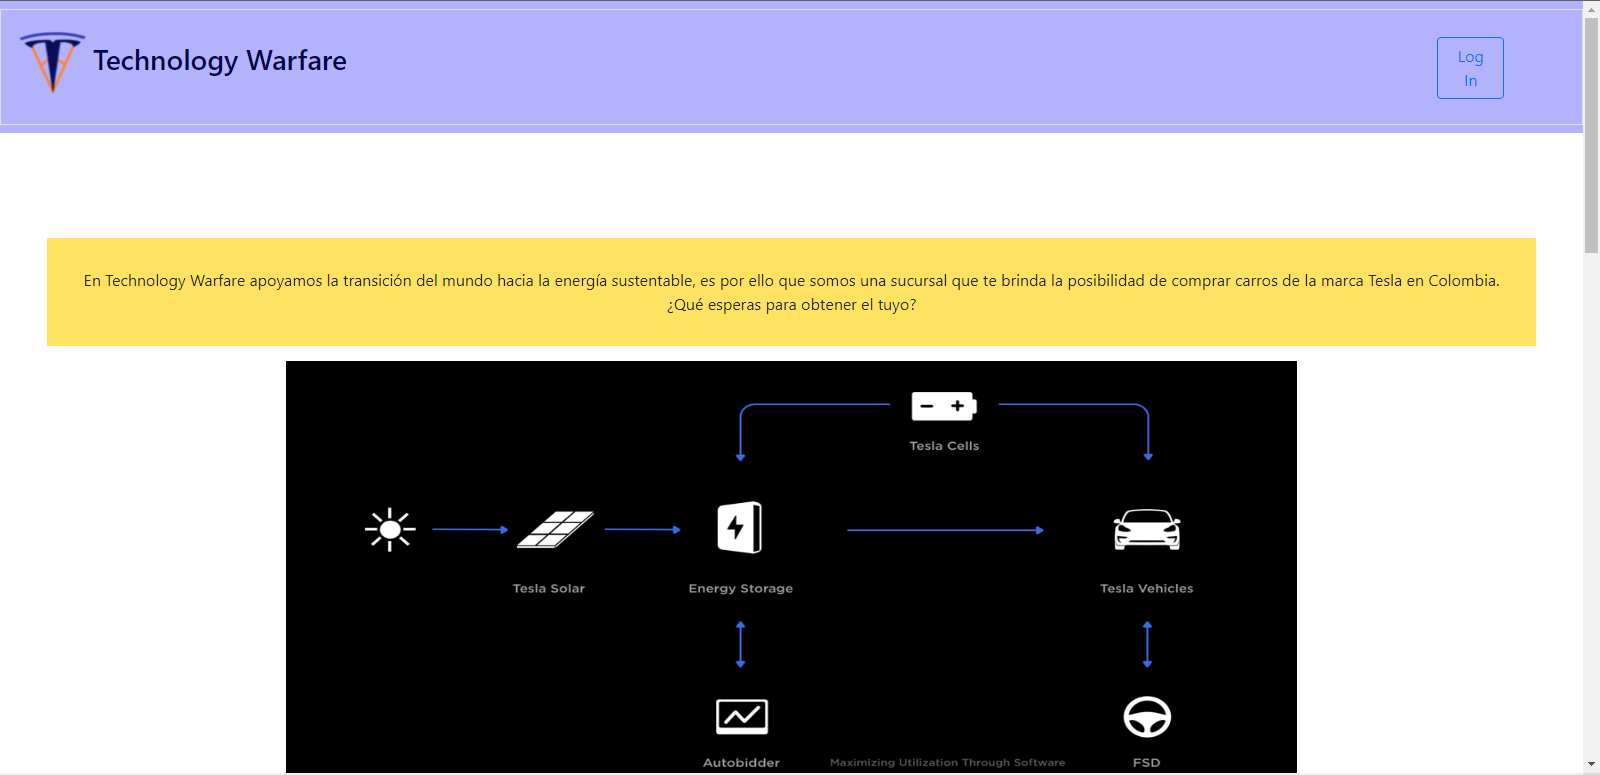 Technology Warfare
Log
In
En Technology Warfare apoyamos la transición del mundo hacia la energía sustentable, es por ello que somos una sucursal que te brinda la posibilidad de comprar carros de la marca Tesla en Colombia.
¿Qué esperas para obtener el tuyo?
Tesla Cells
Tesla Solar
Energy Storage
Tesla Vehicles
Autobidder
Maximizing Utilization Through Software
FSD